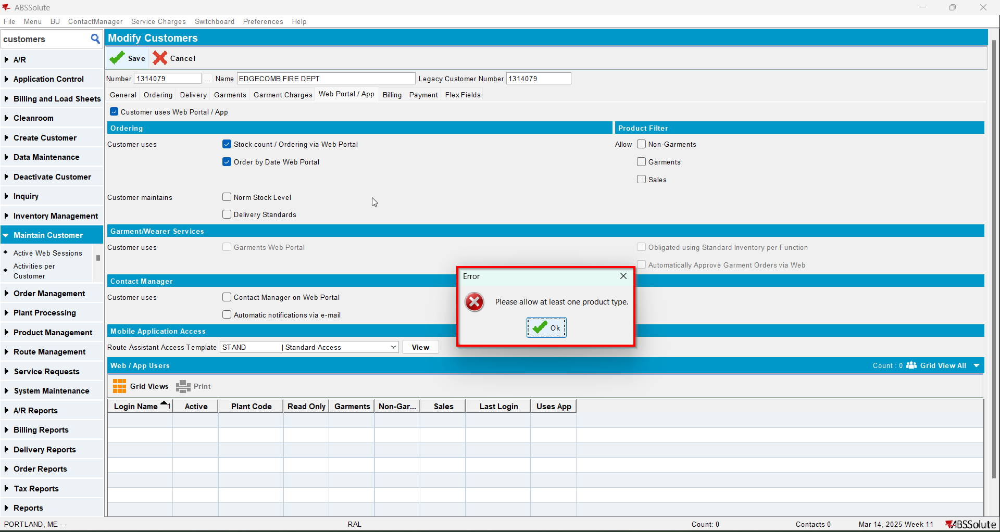 ABSSolute
File Menu BU ContactManager Service Charges Switchboard Preferences Help
customers
Modify Customers
Save Cancel
Number 1314079 ... Name EDGECOMB FIRE DEPT Legacy Customer Number 1314079
General Ordering Delivery Garments Garment Charges Web Portal / App Billing Payment Flex Fields
Customer uses Web Portal / App
Ordering
Product Filter
Customer uses Stock count / Ordering via Web Portal
Allow Non-Garments
Order by Date Web Portal
Garments
Sales
Customer maintains Norm Stock Level
Delivery Standards
Garment/Wearer Services
Customer uses Garments Web Portal
Obligated using Standard Inventory per Function
Automatically Approve Garment Orders via Web
Contact Manager
Customer uses Contact Manager on Web Portal
Automatic notifications via e-mail
Error
Please allow at least one product type.
Ok
Mobile Application Access
Route Assistant Access Template STAND | Standard Access View
Web / App Users
Count : 0 Grid View All
Grid Views Print
Login Name 1 Active Plant Code Read Only Garments Non-Gar... Sales Last Login Uses App
A/R
Application Control
Billing and Load Sheets
Cleanroom
Create Customer
Data Maintenance
Deactivate Customer
Inquiry
Inventory Management
Maintain Customer
Active Web Sessions
Activities per
Customer
Order Management
Plant Processing
Product Management
Route Management
Service Requests
System Maintenance
A/R Reports
Billing Reports
Delivery Reports
Order Reports
Tax Reports
Reports
PORTLAND, ME - - RAL Count: 0 Contacts 0 Mar 14, 2025 Week 11 ABSSolute